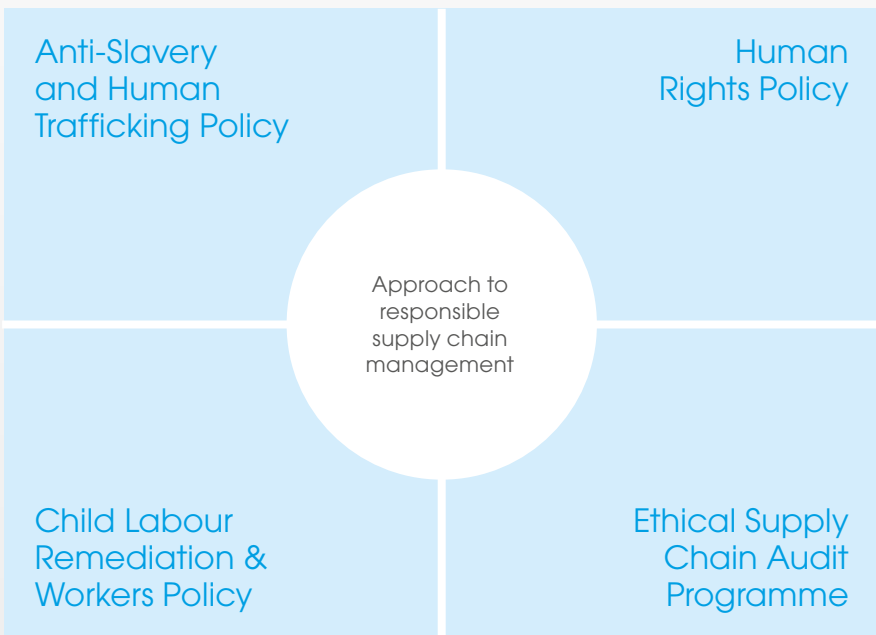 Anti-Slavery
and Human
Trafficking Policy
Human
Rights Policy
Approach to
responsible
supply chain
management
Child Labour
Remediation &
Workers Policy
Ethical Supply
Chain Audit
Programme